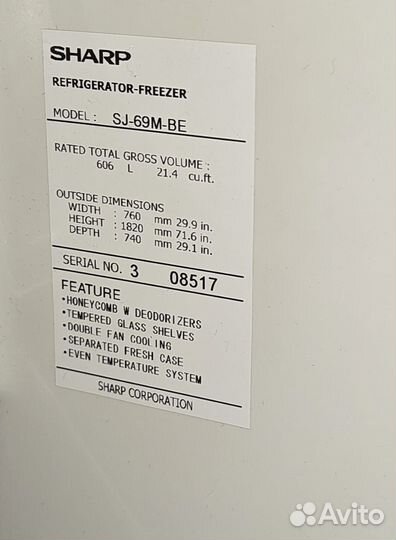 SHARP
REFRIGERATOR-FREEZER
MODEL : SJ-69M-BE
RATED TOTAL GROSS VOLUME :
606 L 21.4 cu.ft.
OUTSIDE DIMENSIONS
WIDTH : 760 mm 29.9 in.
HEIGHT : 1820 mm 71.6 in.
DEPTH : 740 mm 29.1 in.
SERIAL NO. 3 08517
FEATURE
•HONEYCOMB W DEODORIZERS
•TEMPERED GLASS SHELVES
•DOUBLE FAN COOLING
•SEPARATED FRESH CASE
•EVEN TEMPERATURE SYSTEM
SHARP CORPORATION
Avito